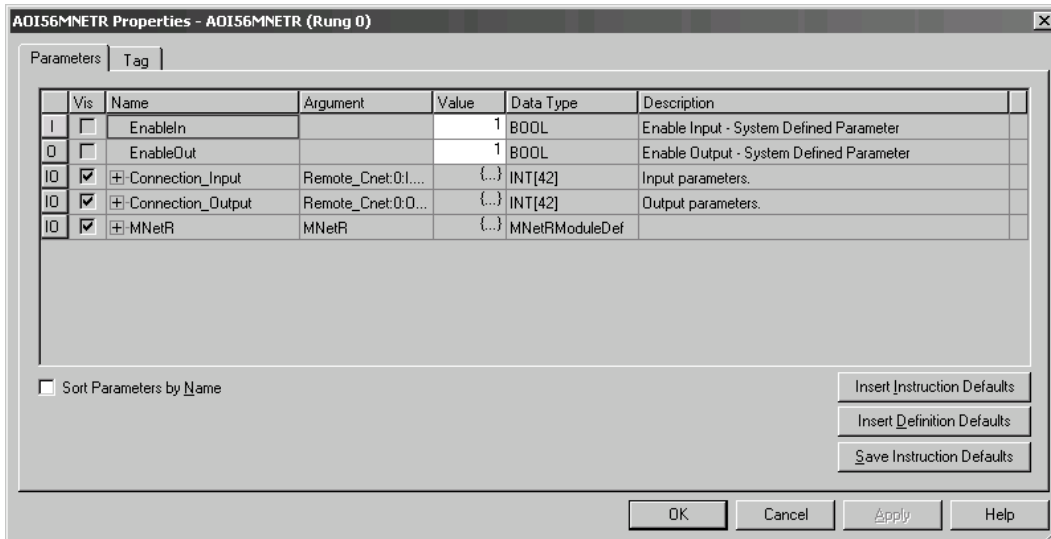 AOI56MNETR Properties - AOI56MNETR (Rung 0)
Parameters Tag
Vis Name Argument Value Data Type Description
I EnableIn 1 BOOL Enable Input - System Defined Parameter
O EnableOut 1 BOOL Enable Output - System Defined Parameter
IO Connection_Input Remote_Cnet:0:I.... {...} INT[42] Input parameters.
IO Connection_Output Remote_Cnet:0:O... {...} INT[42] Output parameters.
IO MNetR MNetR {...} MNetRModuleDef
Sort Parameters by Name
Insert Instruction Defaults
Insert Definition Defaults
Save Instruction Defaults
OK Cancel Apply Help